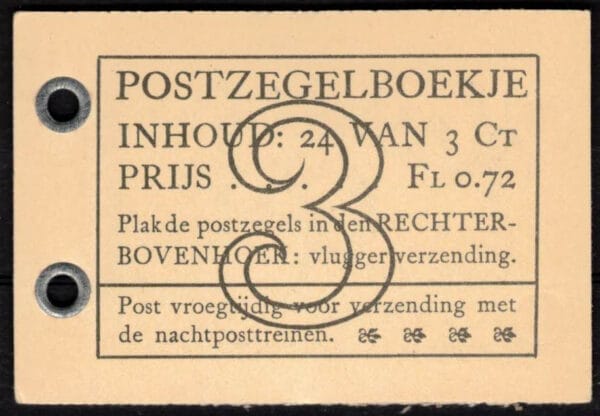 POSTZEGELBOEKJE
INHOUD: 24 VAN 3 CT
PRIJS . . . . . . FL 0.72
Plak de postzegels in den RECHTER-
BOVENHOEK: vlugger verzending.
3
Post vroegtijdig voor verzending met
de nachtposttreinen.